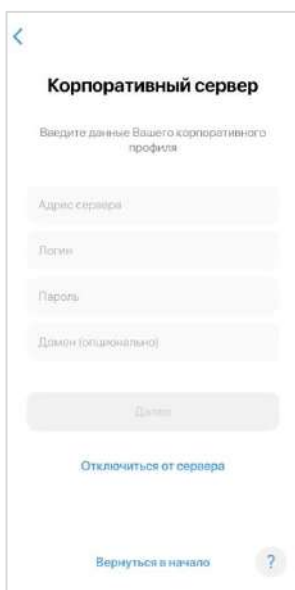 Корпоративный сервер
Введите данные Вашего корпоративного
профиля
Адрес сервера
Логин
Пароль
Домен (опционально)
Далее
Отключиться от сервера
Вернуться в начало
?